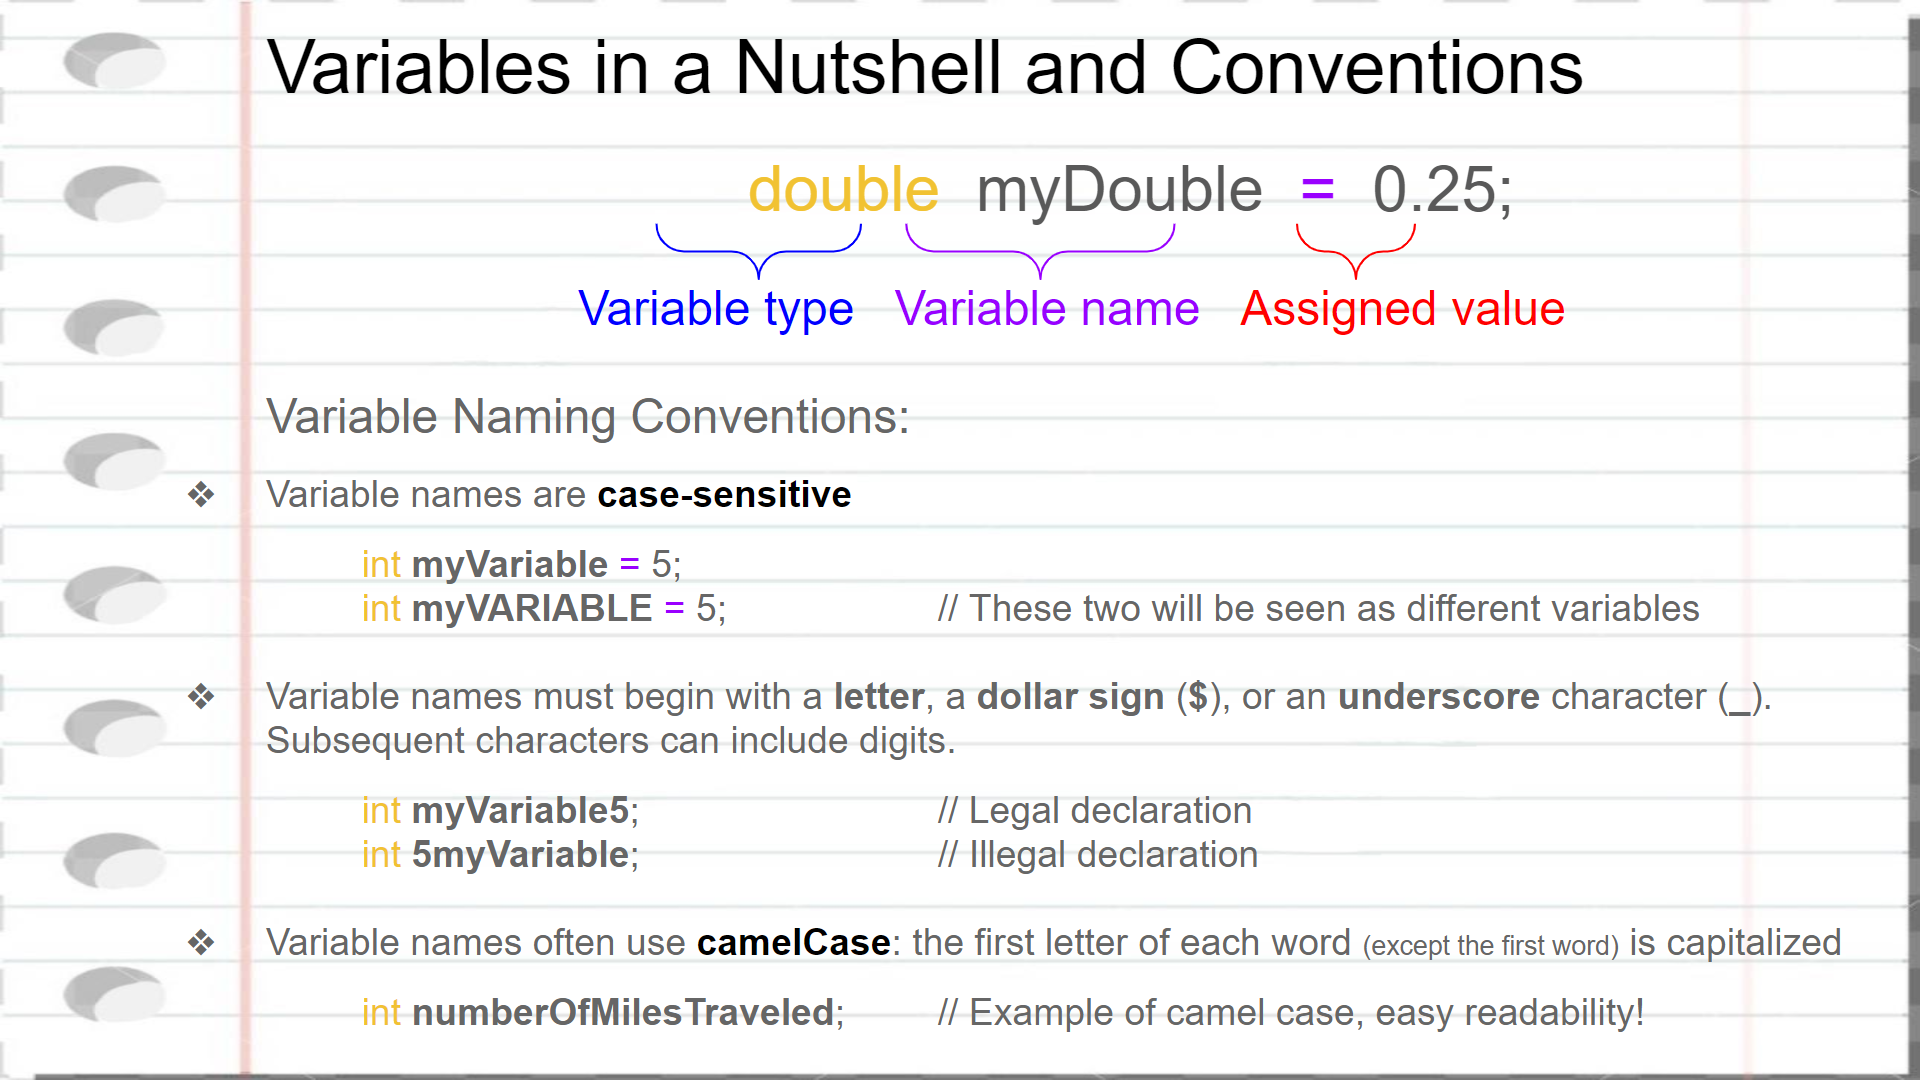 Variables in a Nutshell and Conventions
double myDouble = 0.25;
Variable type Variable name Assigned value
Variable Naming Conventions:
❖ Variable names are case-sensitive
int myVariable = 5;
int myVARIABLE = 5; // These two will be seen as different variables
❖ Variable names must begin with a letter, a dollar sign ($), or an underscore character (_).
Subsequent characters can include digits.
int myVariable5; // Legal declaration
int 5myVariable; // Illegal declaration
❖ Variable names often use camelCase: the first letter of each word (except the first word) is capitalized
int numberOfMilesTraveled; // Example of camel case, easy readability!